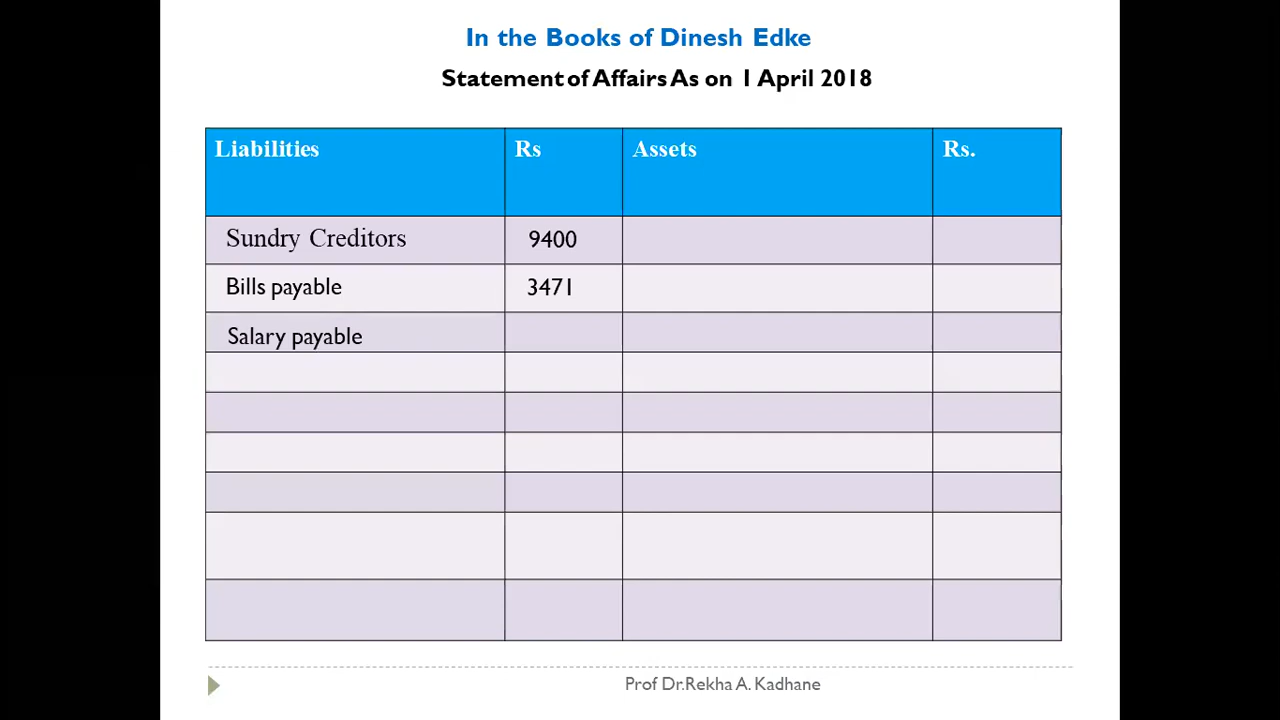 In the Books of Dinesh Edke
Statement of Affairs As on 1 April 2018
Liabilities Rs Assets Rs.
Sundry Creditors 9400
Bills payable 3471
Salary payable
Prof Dr.Rekha A. Kadhane